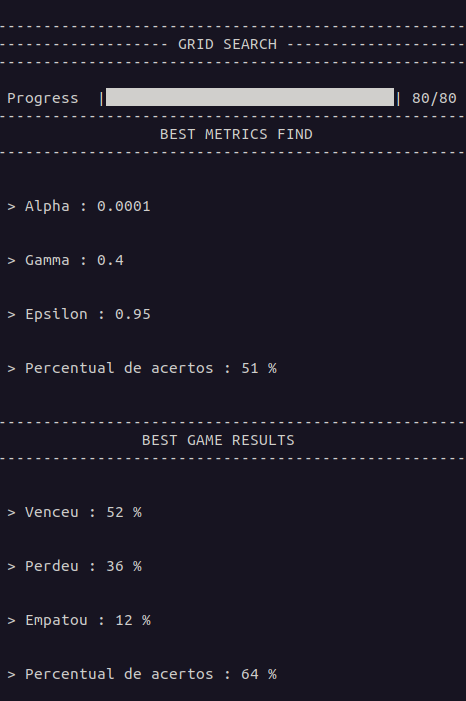 ----------------------------------------------------
------------------- GRID SEARCH --------------------
----------------------------------------------------
Progress |    | 80/80
----------------------------------------------------
BEST METRICS FIND
----------------------------------------------------
> Alpha : 0.0001
> Gamma : 0.4
> Epsilon : 0.95
> Percentual de acertos : 51 %
----------------------------------------------------
BEST GAME RESULTS
----------------------------------------------------
> Venceu : 52 %
> Perdeu : 36 %
> Empatou : 12 %
> Percentual de acertos : 64 %